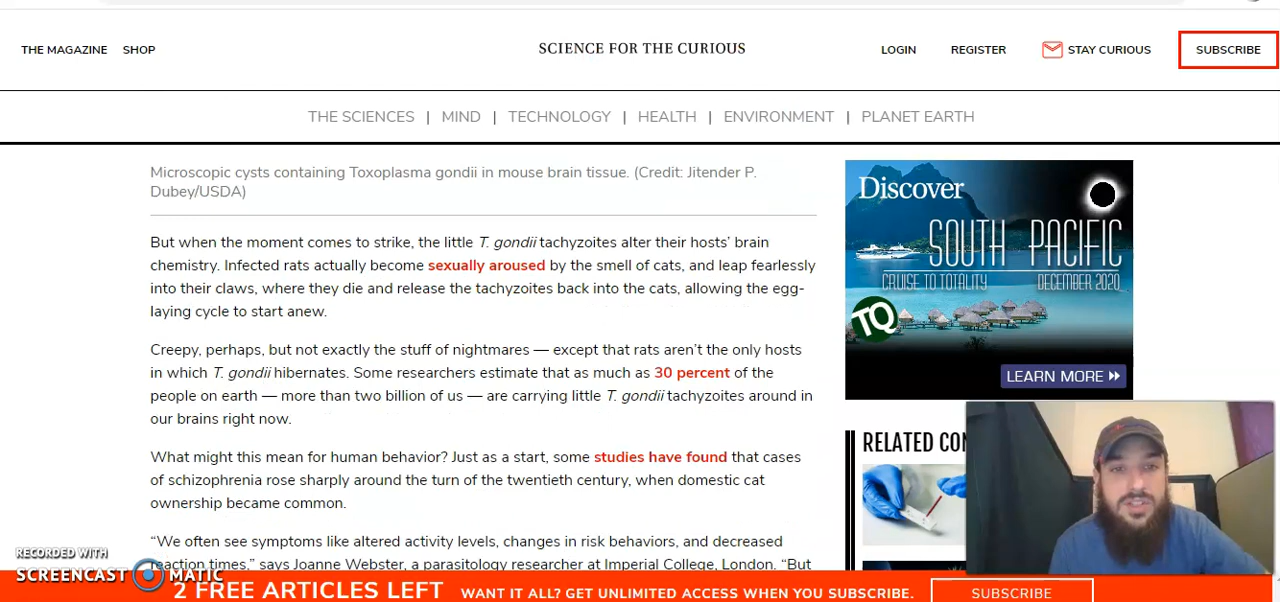 THE MAGAZINE SHOP SCIENCE FOR THE CURIOUS LOGIN REGISTER STAY CURIOUS SUBSCRIBE
THE SCIENCES | MIND | TECHNOLOGY | HEALTH | ENVIRONMENT | PLANET EARTH
Microscopic cysts containing Toxoplasma gondii in mouse brain tissue. (Credit: Jitender P.
Dubey/USDA)
But when the moment comes to strike, the little T. gondii tachyzoites alter their hosts’ brain
chemistry. Infected rats actually become sexually aroused by the smell of cats, and leap fearlessly
into their claws, where they die and release the tachyzoites back into the cats, allowing the egg-
laying cycle to start anew.
Creepy, perhaps, but not exactly the stuff of nightmares — except that rats aren’t the only hosts
in which T. gondii hibernates. Some researchers estimate that as much as 30 percent of the
people on earth — more than two billion of us — are carrying little T. gondii tachyzoites around in
our brains right now.
What might this mean for human behavior? Just as a start, some studies have found that cases
of schizophrenia rose sharply around the turn of the twentieth century, when domestic cat
ownership became common.
“We often see symptoms like altered activity levels, changes in risk behaviors, and decreased
reaction times,” says Joanne Webster, a parasitology researcher at Imperial College, London. “But
Discover
SOUTH PACIFIC
CRUISE TO TOTALITY DECEMBER 2020
TQ
LEARN MORE
RELATED CON
RECORDED WITH
SCREENCAST MATIC
2 FREE ARTICLES LEFT WANT IT ALL? GET UNLIMITED ACCESS WHEN YOU SUBSCRIBE. SUBSCRIBE